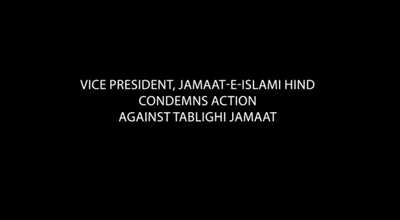 VICE PRESIDENT, JAMAAT-E-ISLAMI HIND
CONDEMNS ACTION
AGAINST TABLIGHI JAMAAT